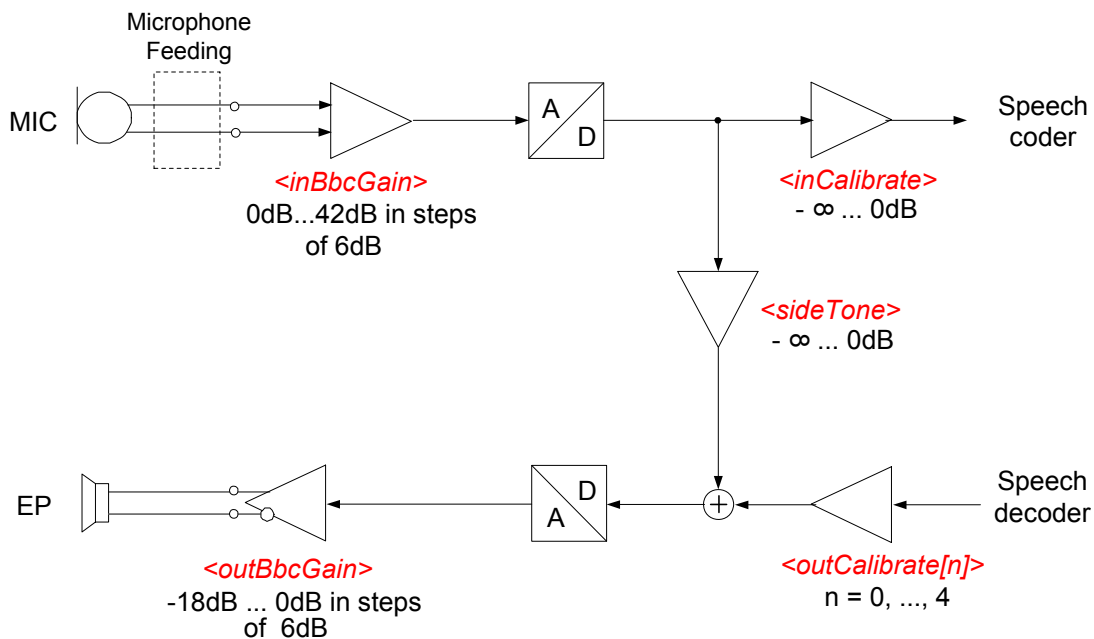 Microphone
Feeding
MIC
A
D
Speech
coder
<inBbcGain>
0dB...42dB in steps
of 6dB
<inCalibrate>
- ∞ ... 0dB
<sideTone>
- ∞ ... 0dB
EP
D
A
+
Speech
decoder
<outBbcGain>
-18dB ... 0dB in steps
of 6dB
<outCalibrate[n]>
n = 0, ..., 4